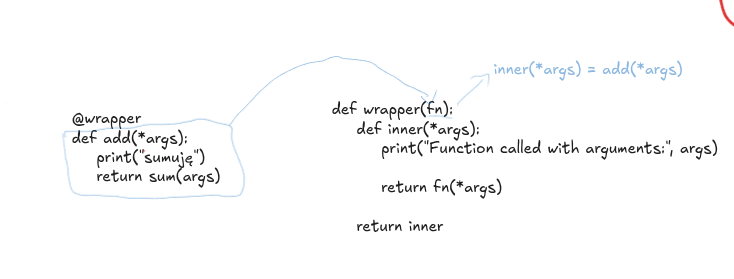 @wrapper
def add(*args):
    print("sumuję")
    return sum(args)
def wrapper(fn):
    def inner(*args):
        print("Function called with arguments:", args)
        return fn(*args)
    return inner
inner(*args) = add(*args)